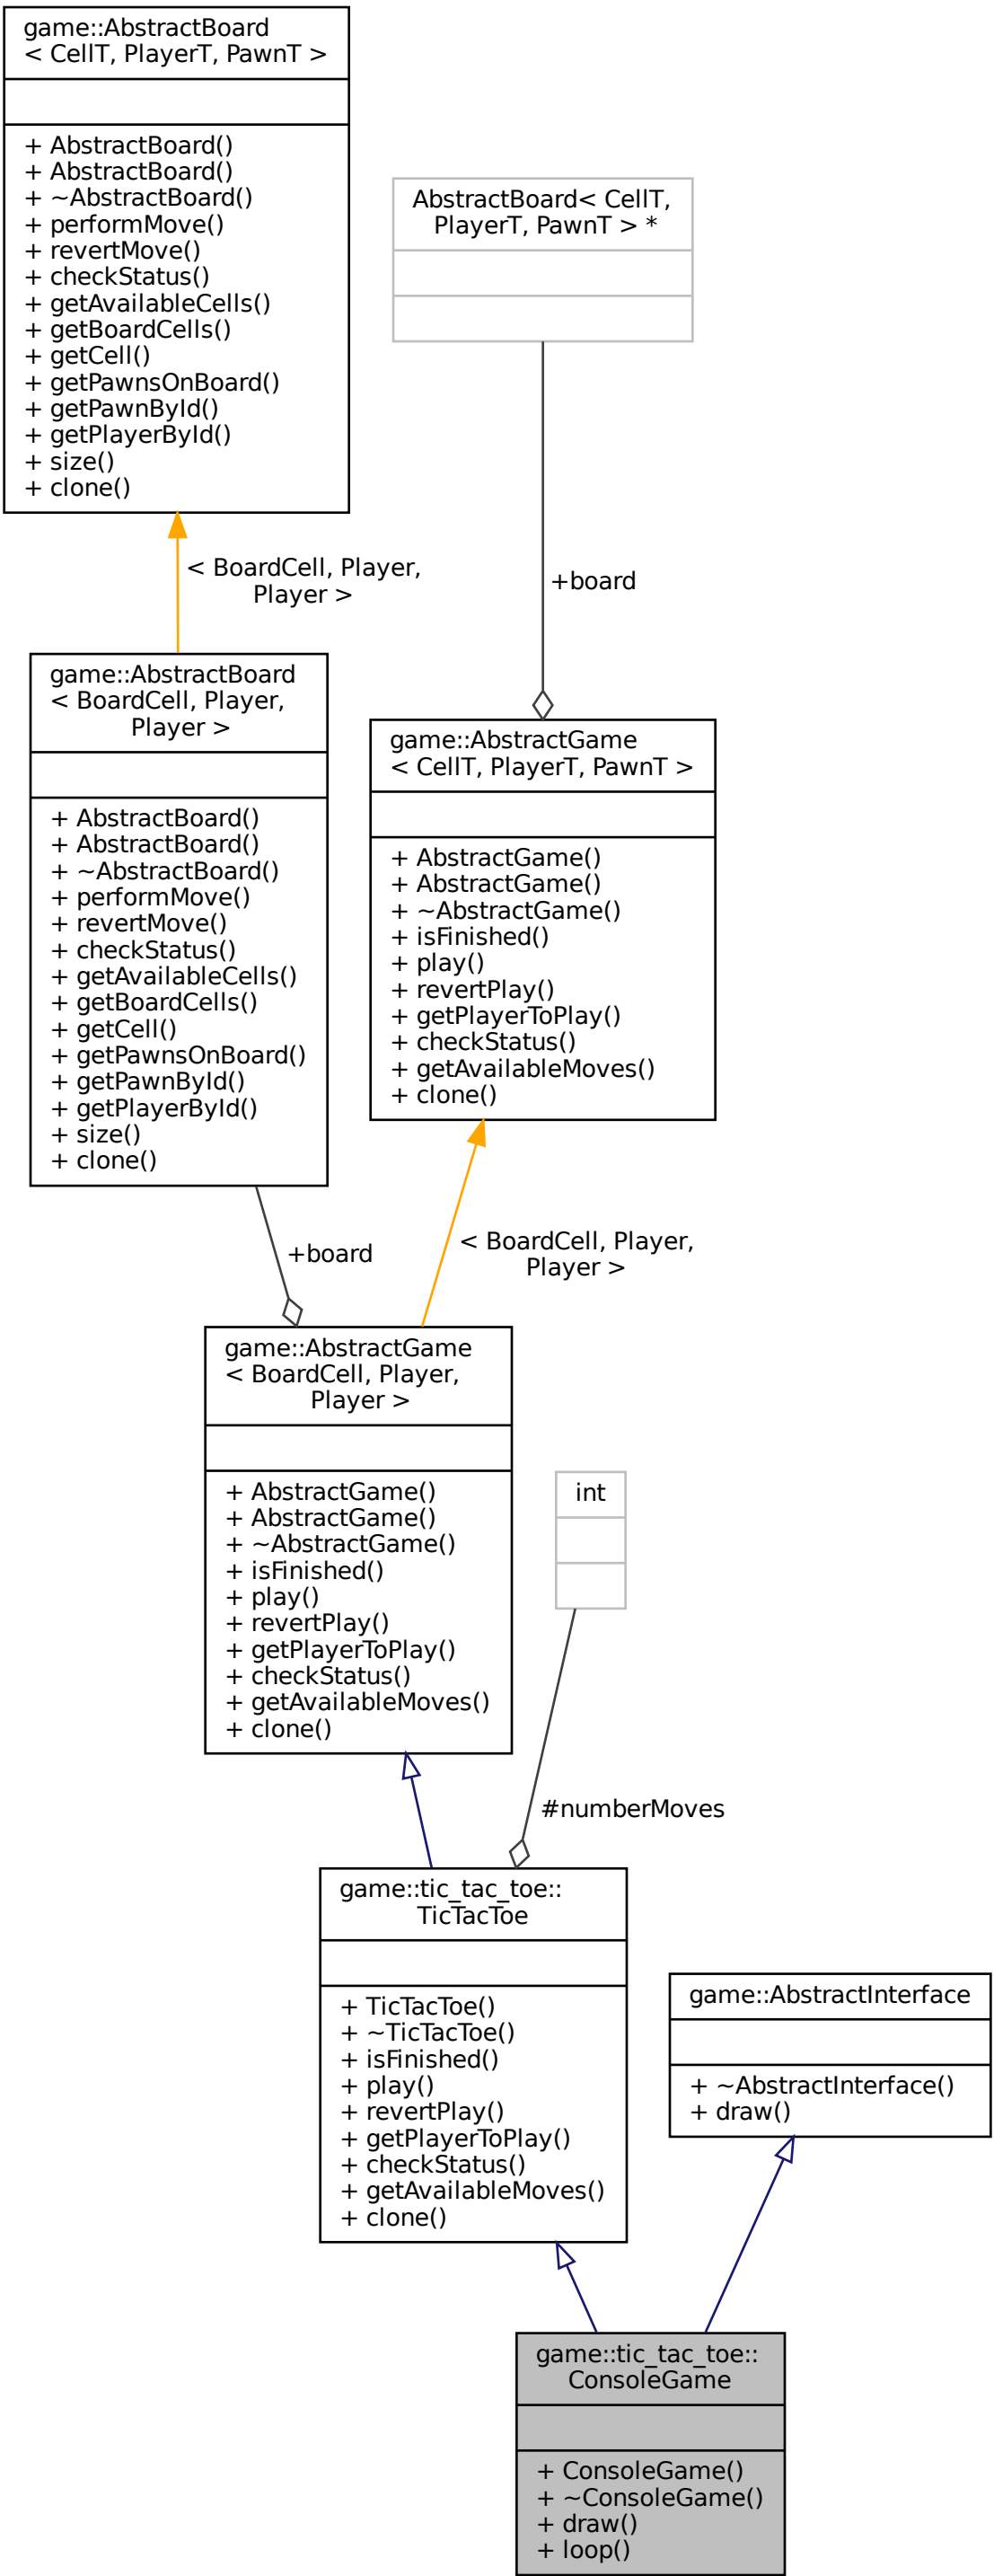 game::AbstractBoard
< CellT, PlayerT, PawnT >
+ AbstractBoard()
+ AbstractBoard()
+ ~AbstractBoard()
+ performMove()
+ revertMove()
+ checkStatus()
+ getAvailableCells()
+ getBoardCells()
+ getCell()
+ getPawnsOnBoard()
+ getPawnById()
+ getPlayerById()
+ size()
+ clone()
AbstractBoard< CellT,
PlayerT, PawnT > *
< BoardCell, Player,
Player >
+board
game::AbstractBoard
< BoardCell, Player,
Player >
+ AbstractBoard()
+ AbstractBoard()
+ ~AbstractBoard()
+ performMove()
+ revertMove()
+ checkStatus()
+ getAvailableCells()
+ getBoardCells()
+ getCell()
+ getPawnsOnBoard()
+ getPawnById()
+ getPlayerById()
+ size()
+ clone()
game::AbstractGame
< CellT, PlayerT, PawnT >
+ AbstractGame()
+ AbstractGame()
+ ~AbstractGame()
+ isFinished()
+ play()
+ revertPlay()
+ getPlayerToPlay()
+ checkStatus()
+ getAvailableMoves()
+ clone()
+board
< BoardCell, Player,
Player >
game::AbstractGame
< BoardCell, Player,
Player >
+ AbstractGame()
+ AbstractGame()
+ ~AbstractGame()
+ isFinished()
+ play()
+ revertPlay()
+ getPlayerToPlay()
+ checkStatus()
+ getAvailableMoves()
+ clone()
int
#numberMoves
game::tic_tac_toe::
TicTacToe
+ TicTacToe()
+ ~TicTacToe()
+ isFinished()
+ play()
+ revertPlay()
+ getPlayerToPlay()
+ checkStatus()
+ getAvailableMoves()
+ clone()
game::AbstractInterface
+ ~AbstractInterface()
+ draw()
game::tic_tac_toe::
ConsoleGame
+ ConsoleGame()
+ ~ConsoleGame()
+ draw()
+ loop()